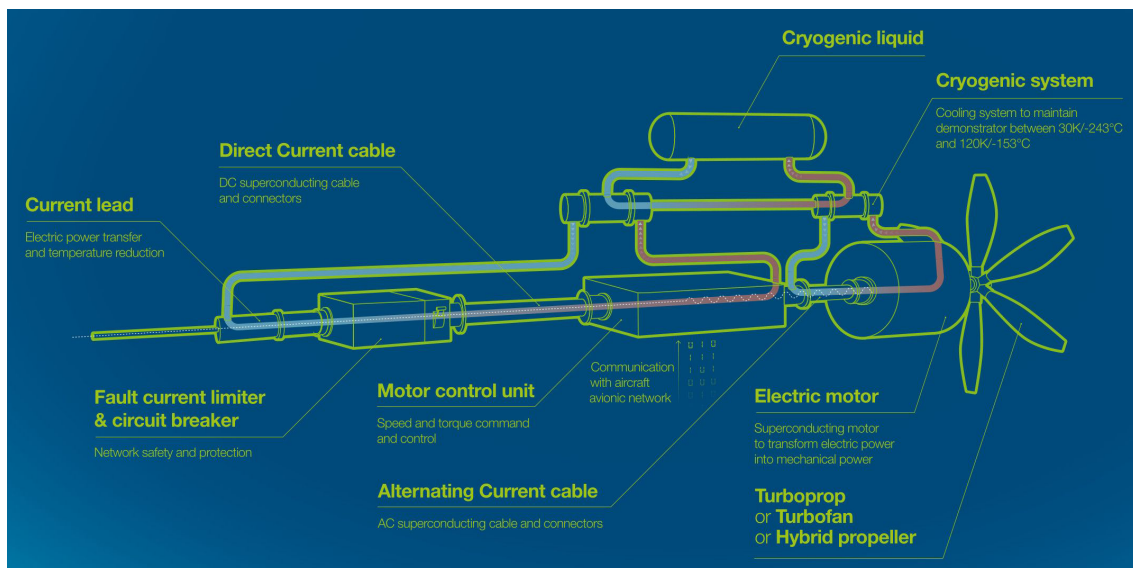 Cryogenic liquid
Cryogenic system
Cooling system to maintain
demonstrator between 30K/-243°C
and 120K/-153°C
Direct Current cable
DC superconducting cable
and connectors
Current lead
Electric power transfer
and temperature reduction
Fault current limiter
& circuit breaker
Network safety and protection
Motor control unit
Speed and torque command
and control
Communication
with aircraft
avionic network
Alternating Current cable
AC superconducting cable and connectors
Electric motor
Superconducting motor
to transform electric power
into mechanical power
Turboprop
or Turbofan
or Hybrid propeller